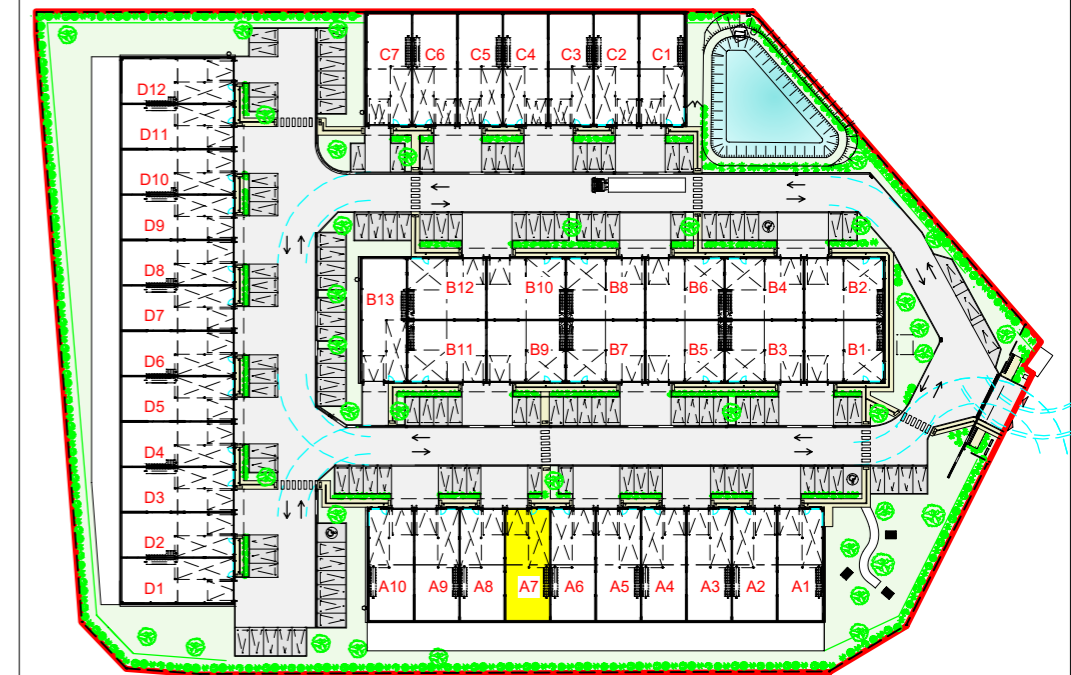 C7 C6 C5 C4 C3 C2 C1
D12
D11
D10
D9
D8
D7
D6
D5
D4
D3
D2
D1
B13 B12 B10 B8 B6 B4 B2
B11 B9 B7 B5 B3 B1
A10 A9 A8 A7 A6 A5 A4 A3 A2 A1